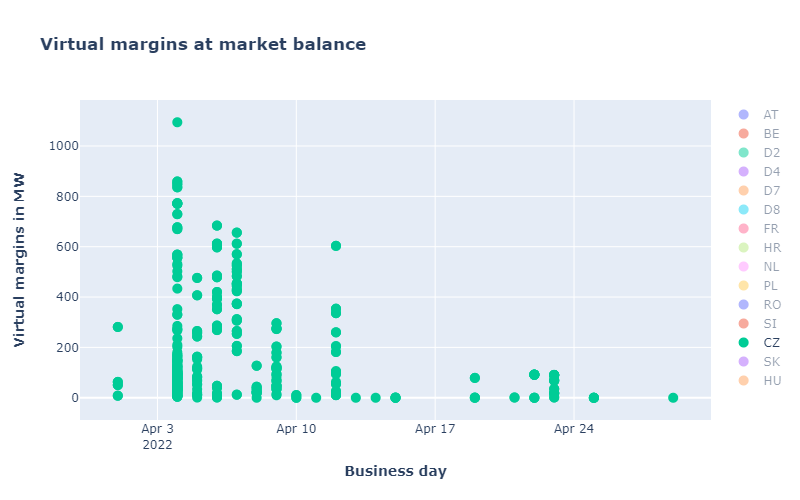 Virtual margins at market balance
Virtual margins in MW
1000
800
600
400
200
0
Apr 3
2022
Apr 10
Apr 17
Apr 24
Business day
AT
BE
D2
D4
D7
D8
FR
HR
NL
PL
RO
SI
CZ
SK
HU